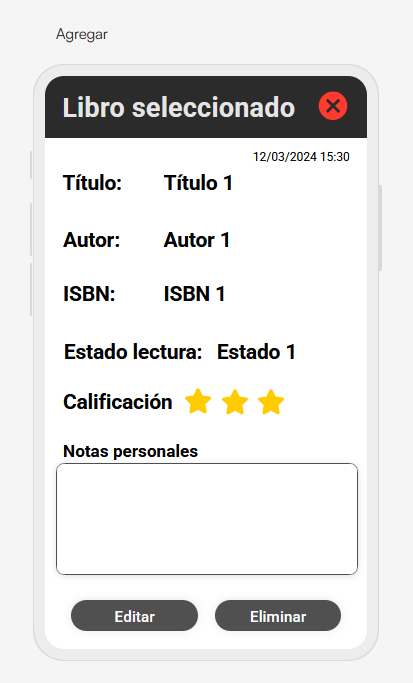 Agregar
Libro seleccionado
12/03/2024 15:30
Título: Título 1
Autor: Autor 1
ISBN: ISBN 1
Estado lectura: Estado 1
Calificación
Notas personales
Editar Eliminar